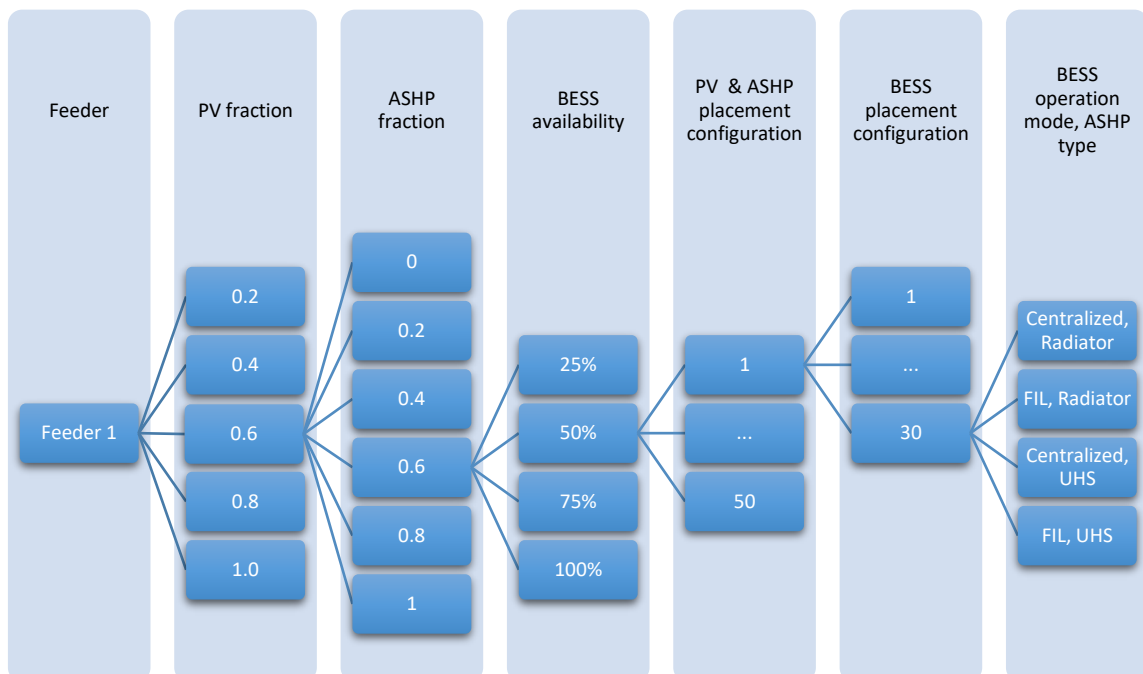 Feeder
PV fraction
ASHP
fraction
BESS
availability
PV & ASHP
placement
configuration
BESS
placement
configuration
BESS
operation
mode, ASHP
type
Feeder 1
0.2
0.4
0.6
0.8
1.0
0
0.2
0.4
0.6
0.8
1
25%
50%
75%
100%
1
...
50
1
...
30
Centralized,
Radiator
FIL, Radiator
Centralized,
UHS
FIL, UHS